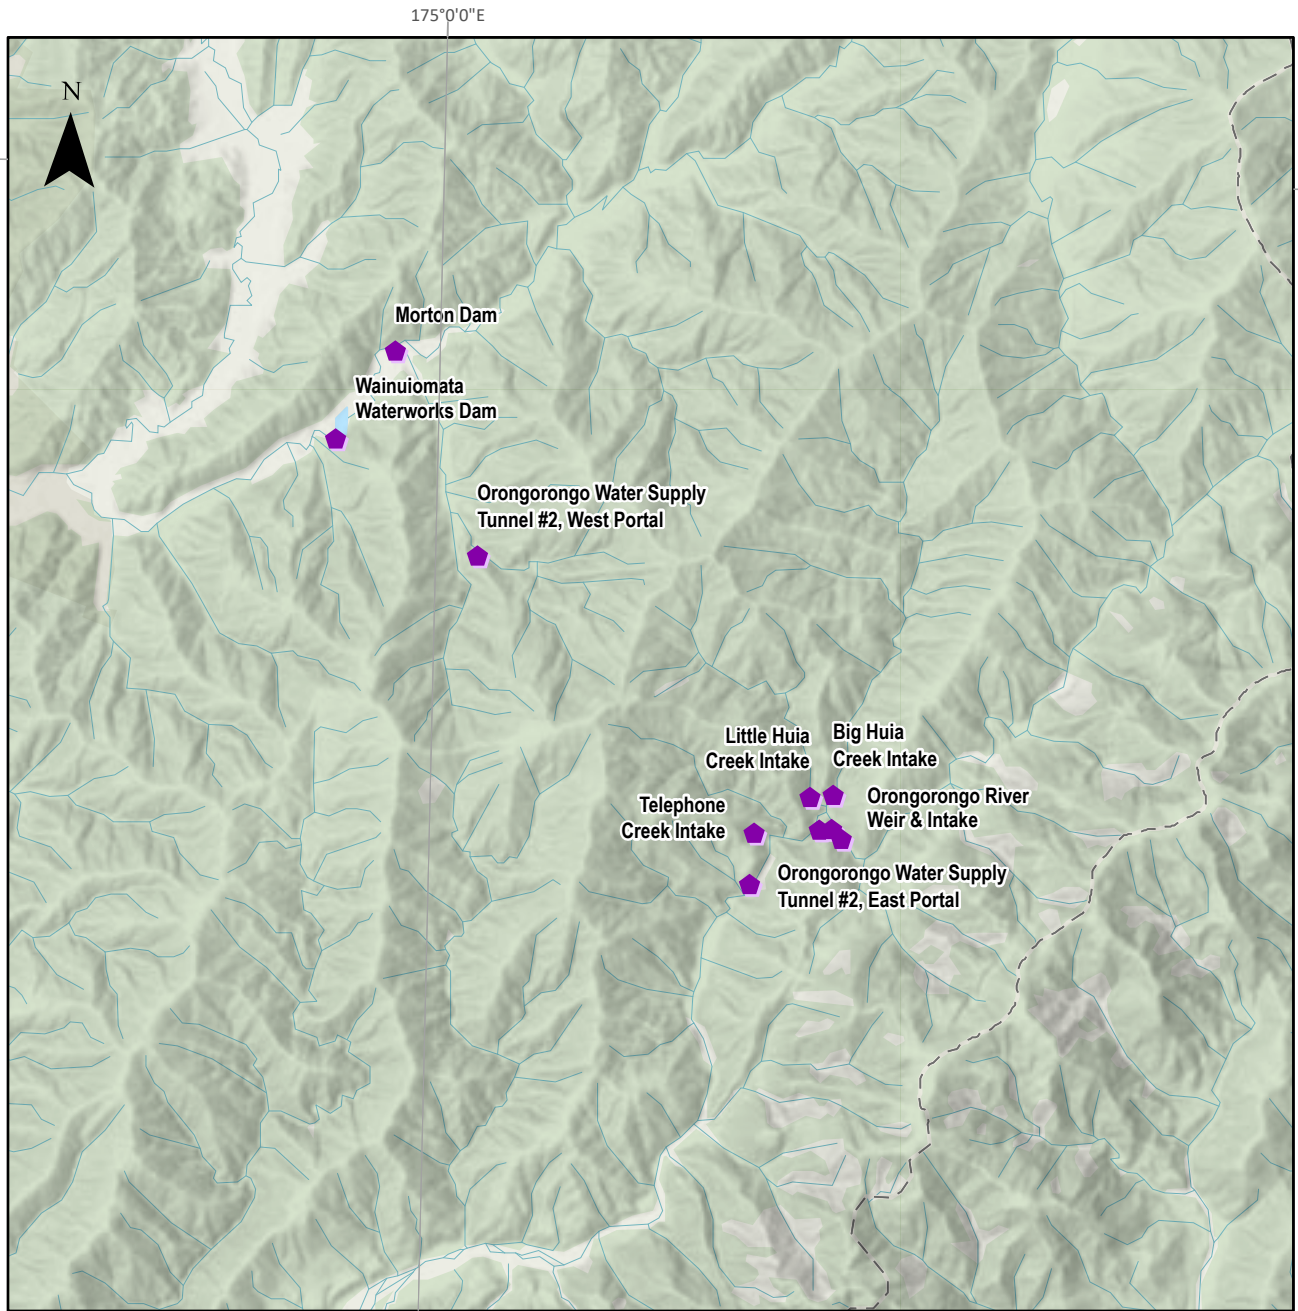 175°0'0"E
N
Morton Dam
Wainuiomata
Waterworks Dam
Orongorongo Water Supply
Tunnel #2, West Portal
Little Huia
Creek Intake
Big Huia
Creek Intake
Orongorongo River
Weir & Intake
Telephone
Creek Intake
Orongorongo Water Supply
Tunnel #2, East Portal